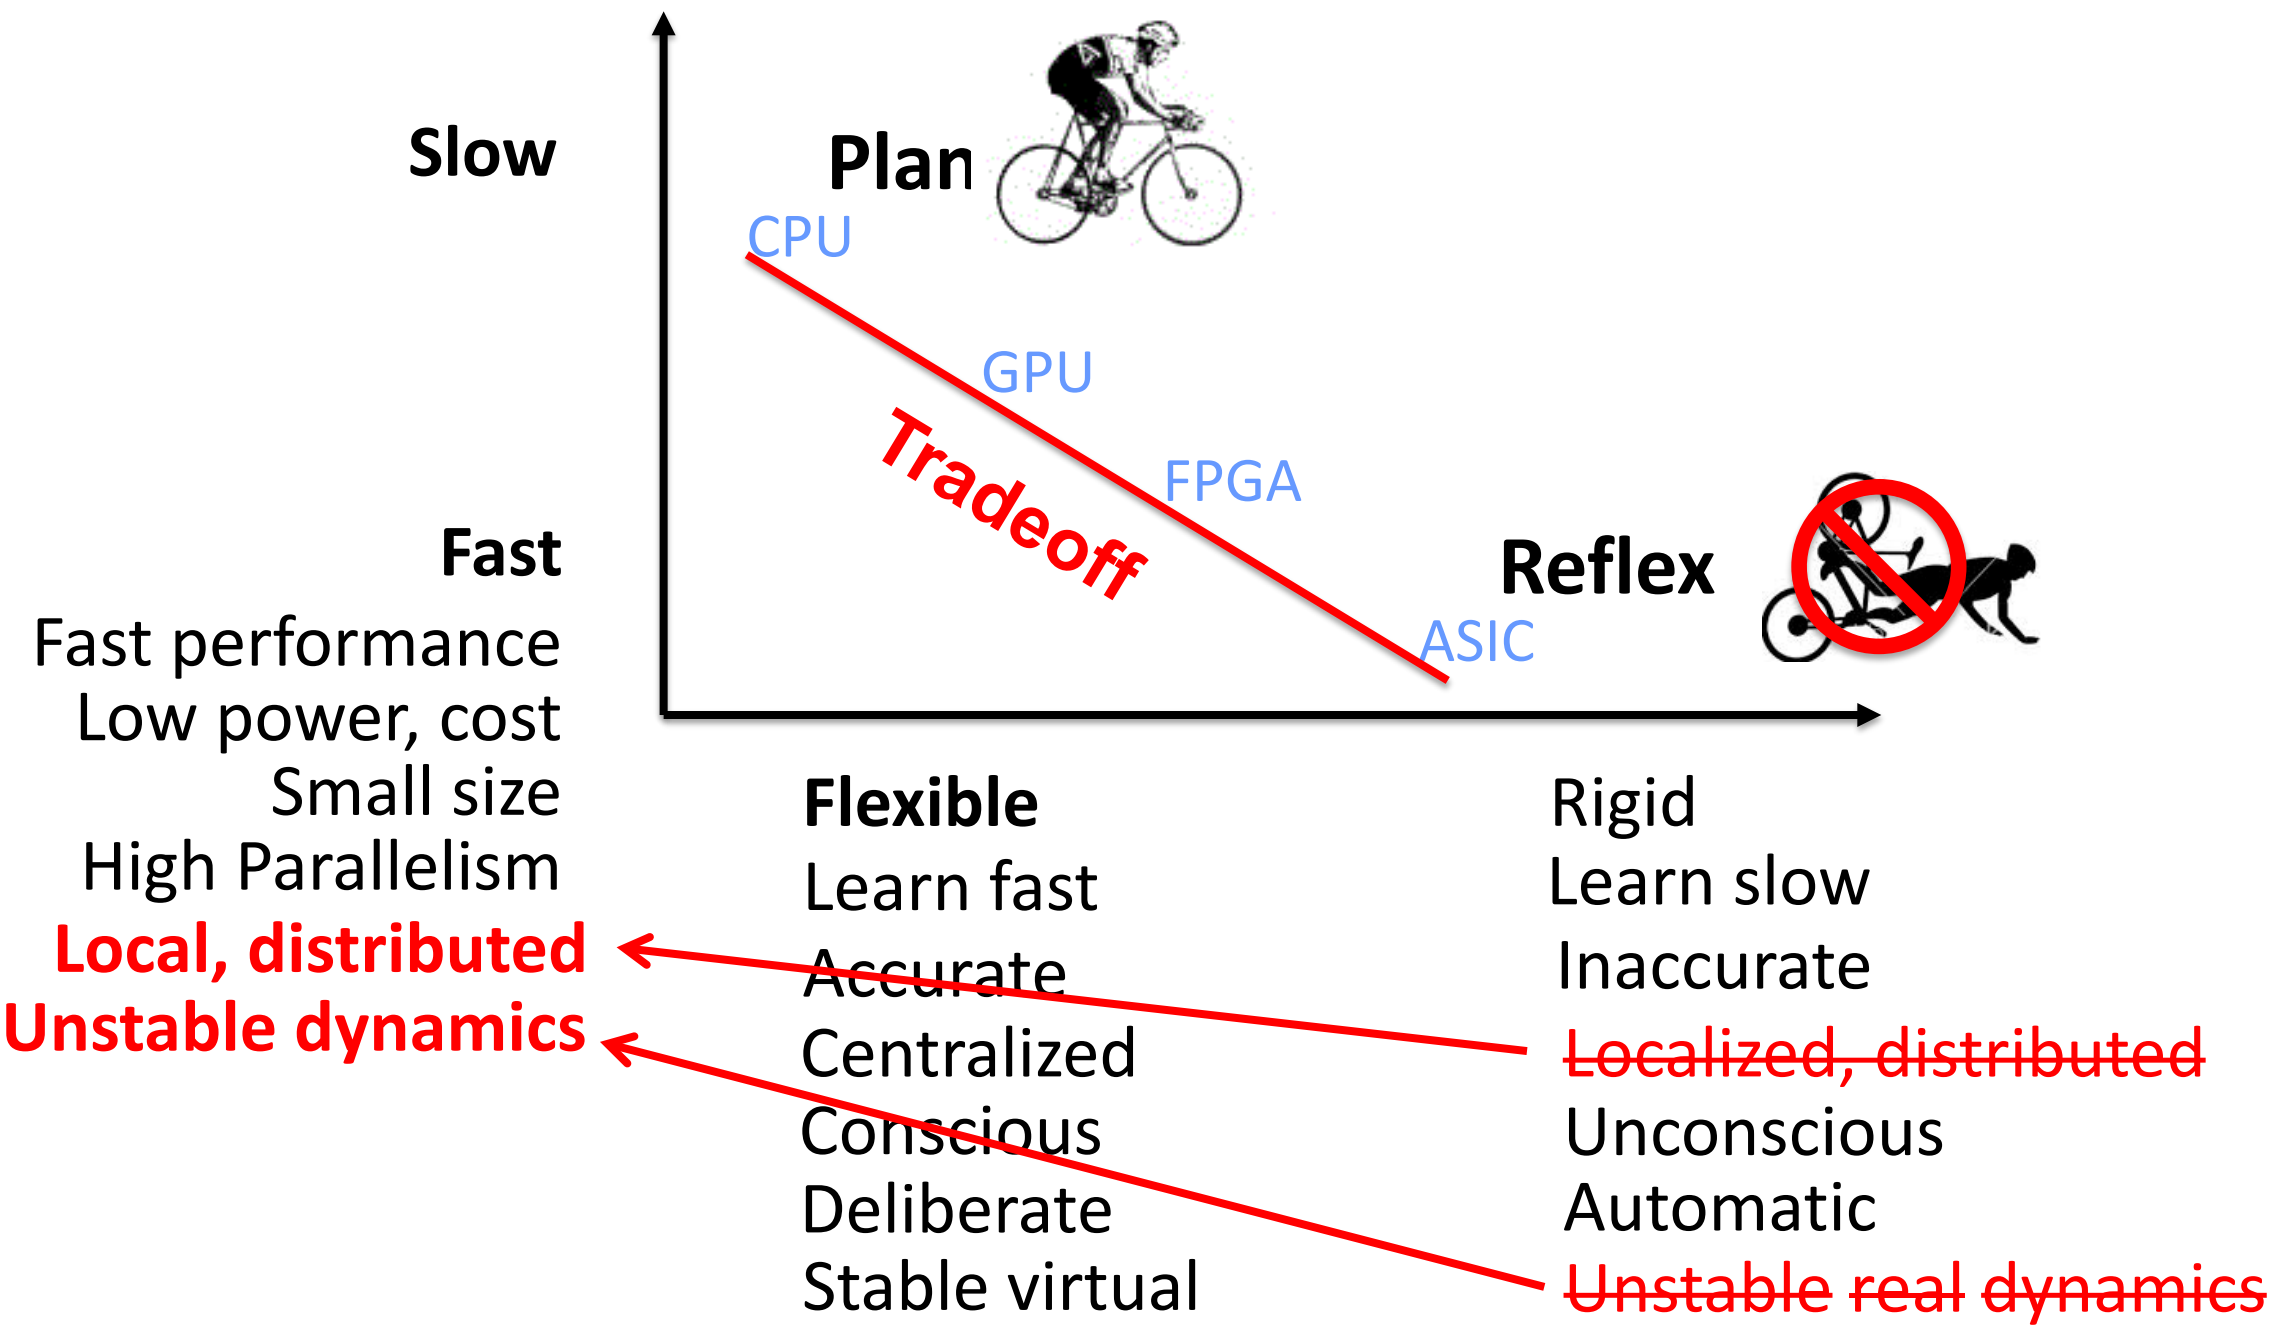 Slow
Plan
CPU
GPU
Tradeoff
FPGA
Fast
Reflex
ASIC
Fast performance
Low power, cost
Small size
High Parallelism
Local, distributed
Unstable dynamics
Flexible
Learn fast
Accurate
Centralized
Conscious
Deliberate
Stable virtual
Rigid
Learn slow
Inaccurate
Localized, distributed
Unconscious
Automatic
Unstable real dynamics